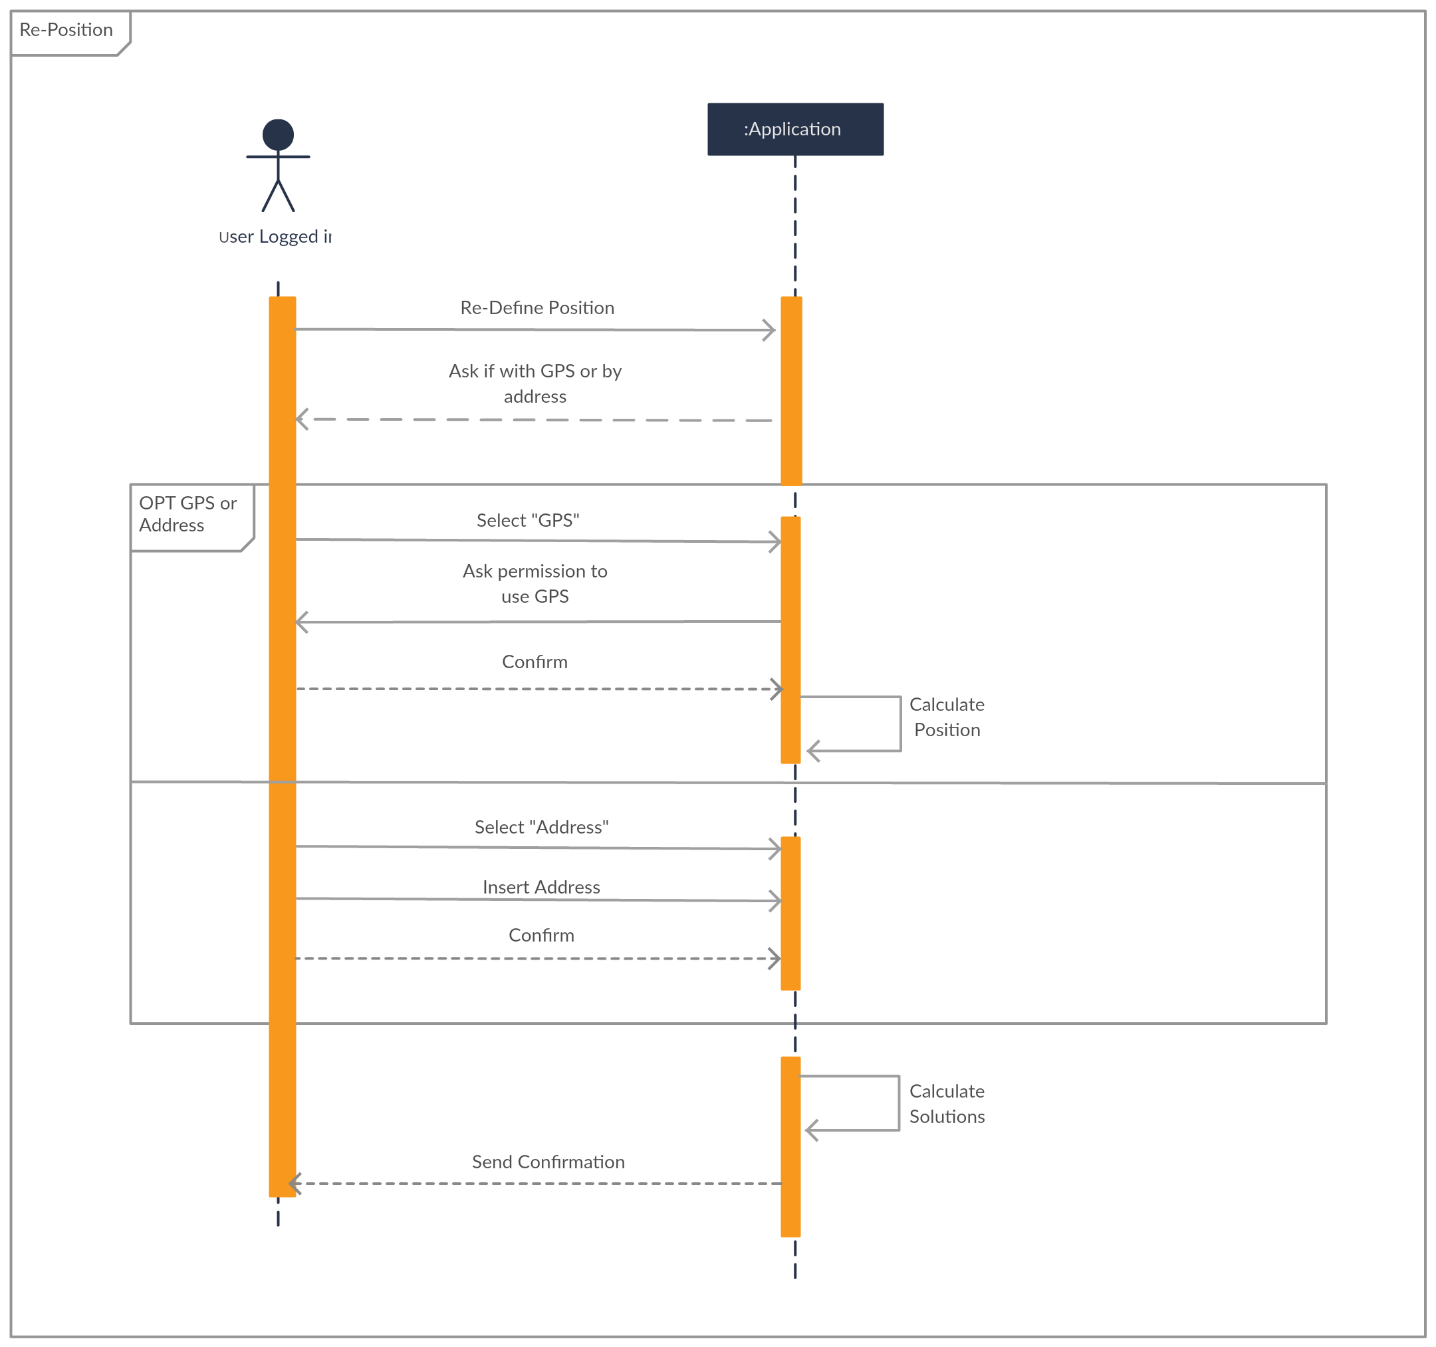 Re-Position
:Application
User Logged in
Re-Define Position
Ask if with GPS or by
address
OPT GPS or
Address
Select "GPS"
Ask permission to
use GPS
Confirm
Calculate
Position
Select "Address"
Insert Address
Confirm
Calculate
Solutions
Send Confirmation